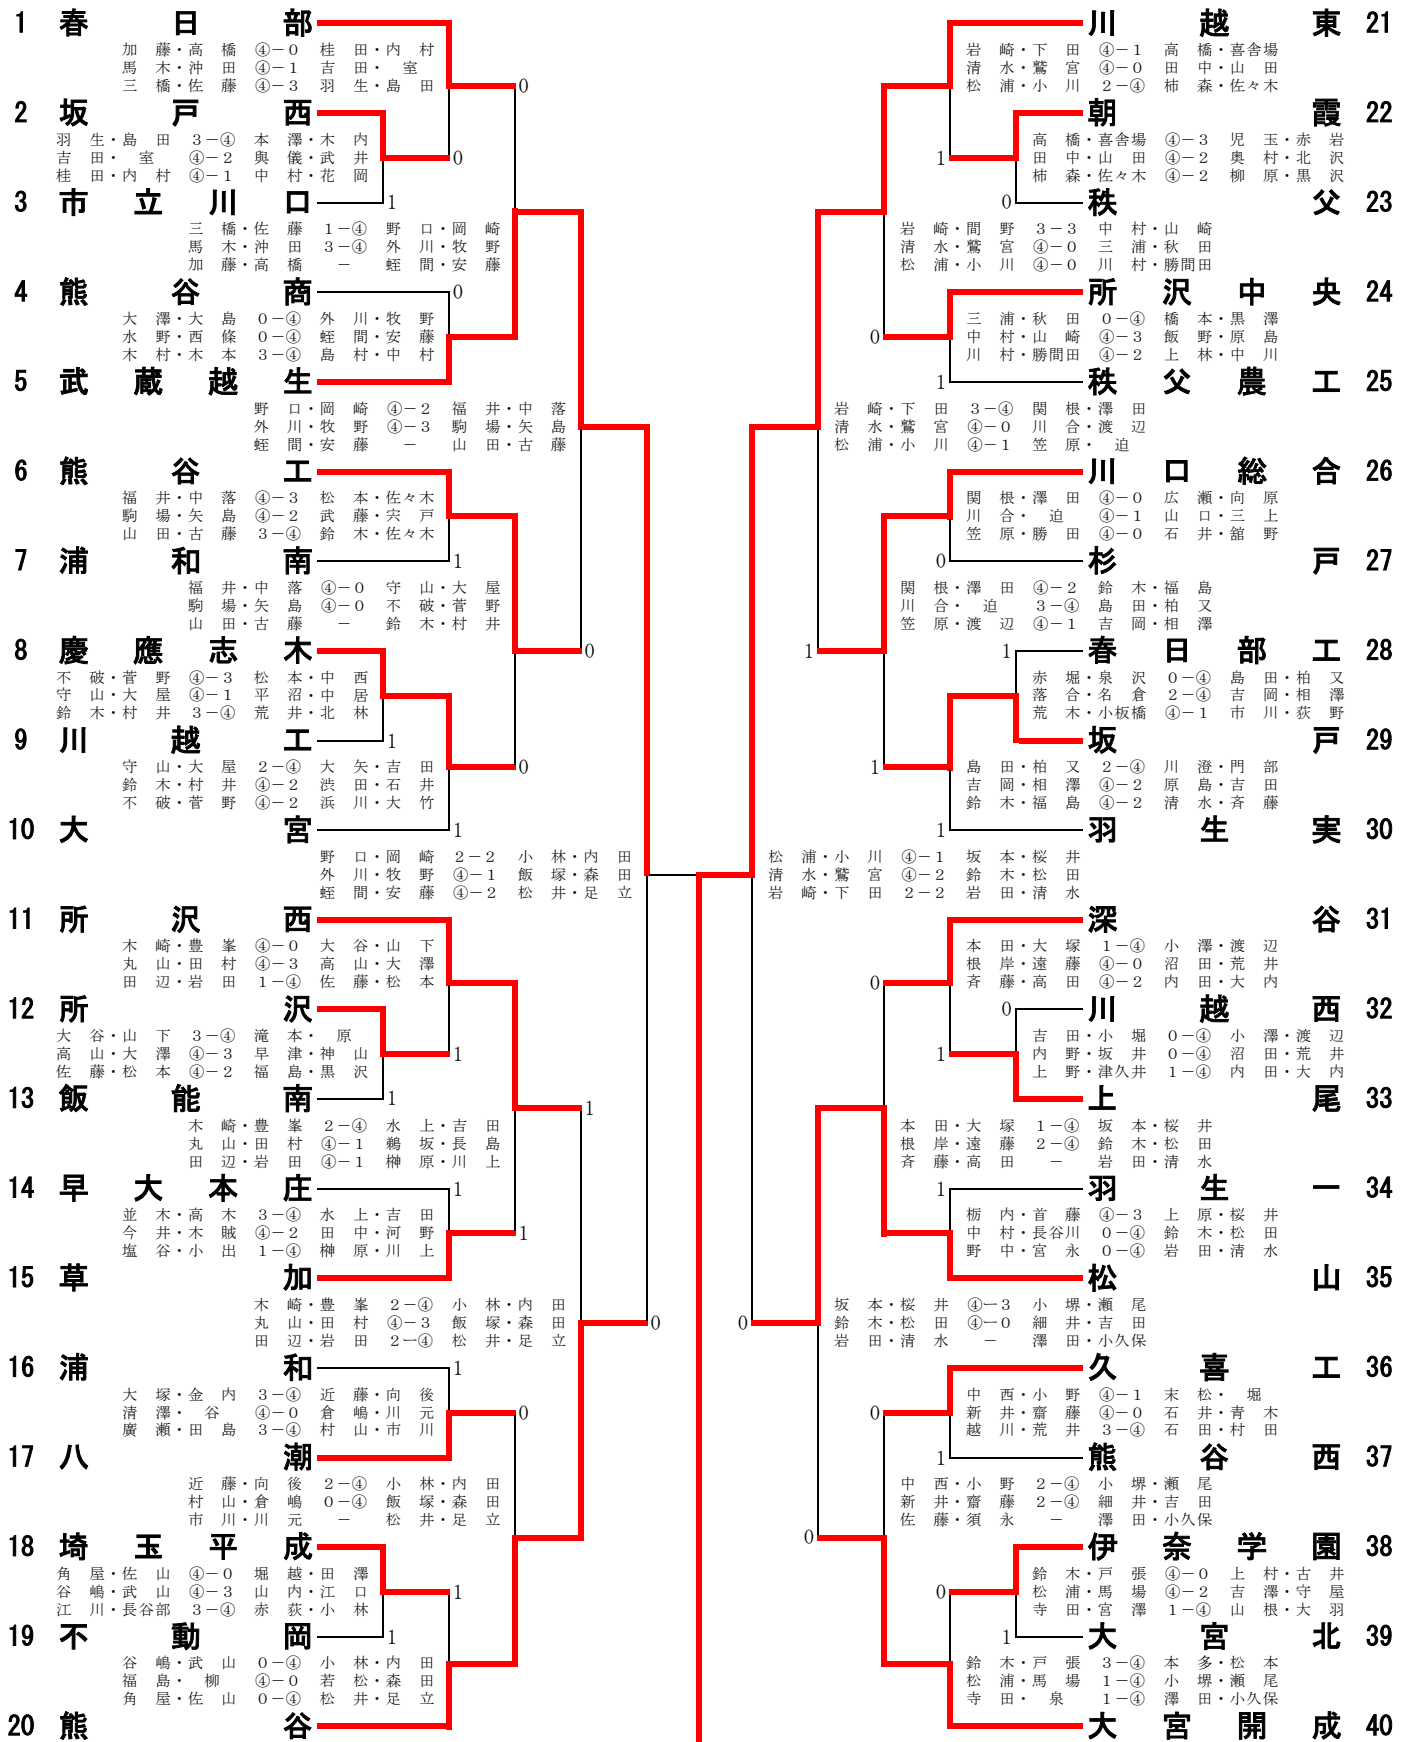 1 春日部
加藤・高橋 ④－0 桂田・内村
馬木・沖田 ④－1 吉田・室
三橋・佐藤 ④－3 羽生・島田
0
2 坂戸西
羽生・島田 3－④ 本澤・木内
吉田・室 ④－2 與儀・武井
桂田・内村 ④－1 中村・花岡
0
3 市立川口
1
三橋・佐藤 1－④ 野口・岡崎
馬木・沖田 3－④ 外川・牧野
加藤・高橋 － 蛭間・安藤
4 熊谷商
0
大澤・大島 0－④ 外川・牧野
水野・西條 0－④ 蛭間・安藤
木村・木本 3－④ 島村・中村
5 武蔵越生
野口・岡崎 ④－2 福井・中落
外川・牧野 ④－3 駒場・矢島
蛭間・安藤 － 山田・古藤
6 熊谷工
福井・中落 ④－3 松本・佐々木
駒場・矢島 ④－2 武藤・宍戸
山田・古藤 3－④ 鈴木・佐々木
7 浦和南
1
福井・中落 ④－0 守山・大屋
駒場・矢島 ④－0 不破・菅野
山田・古藤 － 鈴木・村井
0
8 慶應志木
不破・菅野 ④－3 松本・中西
守山・大屋 ④－1 平沼・中居
鈴木・村井 3－④ 荒井・北林
9 川越工
1
守山・大屋 2－④ 大矢・吉田
鈴木・村井 ④－2 渋田・石井
不破・菅野 ④－2 浜川・大竹
0
10 大宮
1
野口・岡崎 2－2 小林・内田
外川・牧野 ④－1 飯塚・森田
蛭間・安藤 ④－2 松井・足立
11 所沢西
木崎・豊峯 ④－0 大谷・山下
丸山・田村 ④－3 高山・大澤
田辺・岩田 1－④ 佐藤・松本
12 所沢
大谷・山下 3－④ 滝本・原
高山・大澤 ④－3 早津・神山
佐藤・松本 ④－2 福島・黒沢
1
13 飯能南
1
1
木崎・豊峯 2－④ 水上・吉田
丸山・田村 ④－1 鵜坂・長島
田辺・岩田 ④－1 榊原・川上
14 早大本庄
1
並木・高木 3－④ 水上・吉田
今井・木賊 ④－2 田中・河野
塩谷・小出 1－④ 榊原・川上
1
15 草加
木崎・豊峯 2－④ 小林・内田
丸山・田村 ④－3 飯塚・森田
田辺・岩田 2－④ 松井・足立
0
16 浦和
1
大塚・金内 3－④ 近藤・向後
清澤・谷 ④－0 倉嶋・川元
廣瀬・田島 3－④ 村山・市川
0
17 八潮
近藤・向後 2－④ 小林・内田
村山・倉嶋 0－④ 飯塚・森田
市川・川元 － 松井・足立
18 埼玉平成
角屋・佐山 ④－0 堀越・田澤
谷嶋・武山 ④－3 山内・江口
江川・長谷部 3－④ 赤荻・小林
1
19 不動岡
1
谷嶋・武山 0－④ 小林・内田
福島・柳 ④－0 若松・森田
角屋・佐山 0－④ 松井・足立
20 熊谷
川越東 21
岩崎・下田 ④－1 高橋・喜舎場
清水・鷲宮 ④－0 田中・山田
松浦・小川 2－④ 柿森・佐々木
朝霞 22
高橋・喜舎場 ④－3 児玉・赤岩
田中・山田 ④－2 奥村・北沢
柿森・佐々木 ④－2 柳原・黒沢
1
0
秩父 23
岩崎・間野 3－3 中村・山崎
清水・鷲宮 ④－0 三浦・秋田
松浦・小川 ④－0 川村・勝間田
所沢中央 24
三浦・秋田 0－④ 橋本・黒澤
中村・山崎 ④－3 飯野・原島
川村・勝間田 ④－2 上林・中川
0
1
秩父農工 25
岩崎・下田 3－④ 関根・澤田
清水・鷲宮 ④－0 川合・渡辺
松浦・小川 ④－1 笠原・迫
川口総合 26
関根・澤田 ④－0 広瀬・向原
川合・迫 ④－1 山口・三上
笠原・勝田 ④－0 石井・舘野
0
杉戸 27
関根・澤田 ④－2 鈴木・福島
川合・迫 3－④ 島田・柏又
笠原・渡辺 ④－1 吉岡・相澤
1
1
春日部工 28
赤堀・泉沢 0－④ 島田・柏又
落合・名倉 2－④ 吉岡・相澤
荒木・小板橋 ④－1 市川・荻野
坂戸 29
1
島田・柏又 2－④ 川澄・門部
吉岡・相澤 ④－2 原島・吉田
鈴木・福島 ④－2 清水・斉藤
1
羽生実 30
松浦・小川 ④－1 坂本・桜井
清水・鷲宮 ④－2 鈴木・松田
岩崎・下田 2－2 岩田・清水
深谷 31
本田・大塚 1－④ 小澤・渡辺
根岸・遠藤 ④－0 沼田・荒井
斉藤・高田 ④－2 内田・大内
0
0
川越西 32
吉田・小堀 0－④ 小澤・渡辺
内野・坂井 0－④ 沼田・荒井
上野・津久井 1－④ 内田・大内
1
上尾 33
本田・大塚 1－④ 坂本・桜井
根岸・遠藤 2－④ 鈴木・松田
斉藤・高田 － 岩田・清水
1
羽生一 34
栃内・首藤 ④－3 上原・桜井
中村・長谷川 0－④ 鈴木・松田
野中・宮永 0－④ 岩田・清水
松山 35
坂本・桜井 ④－3 小堺・瀬尾
鈴木・松田 ④－0 細井・吉田
岩田・清水 － 澤田・小久保
0
久喜工 36
中西・小野 ④－1 末松・堀
新井・齋藤 ④－0 石井・青木
越川・荒井 3－④ 石田・村田
0
1
熊谷西 37
中西・小野 2－④ 小堺・瀬尾
新井・齋藤 2－④ 細井・吉田
佐藤・須永 － 澤田・小久保
0
伊奈学園 38
鈴木・戸張 ④－0 上村・古井
松浦・馬場 ④－2 吉澤・守屋
寺田・宮澤 1－④ 山根・大羽
0
1
大宮北 39
鈴木・戸張 3－④ 本多・松本
松浦・馬場 1－④ 小堺・瀬尾
寺田・泉 1－④ 澤田・小久保
大宮開成 40